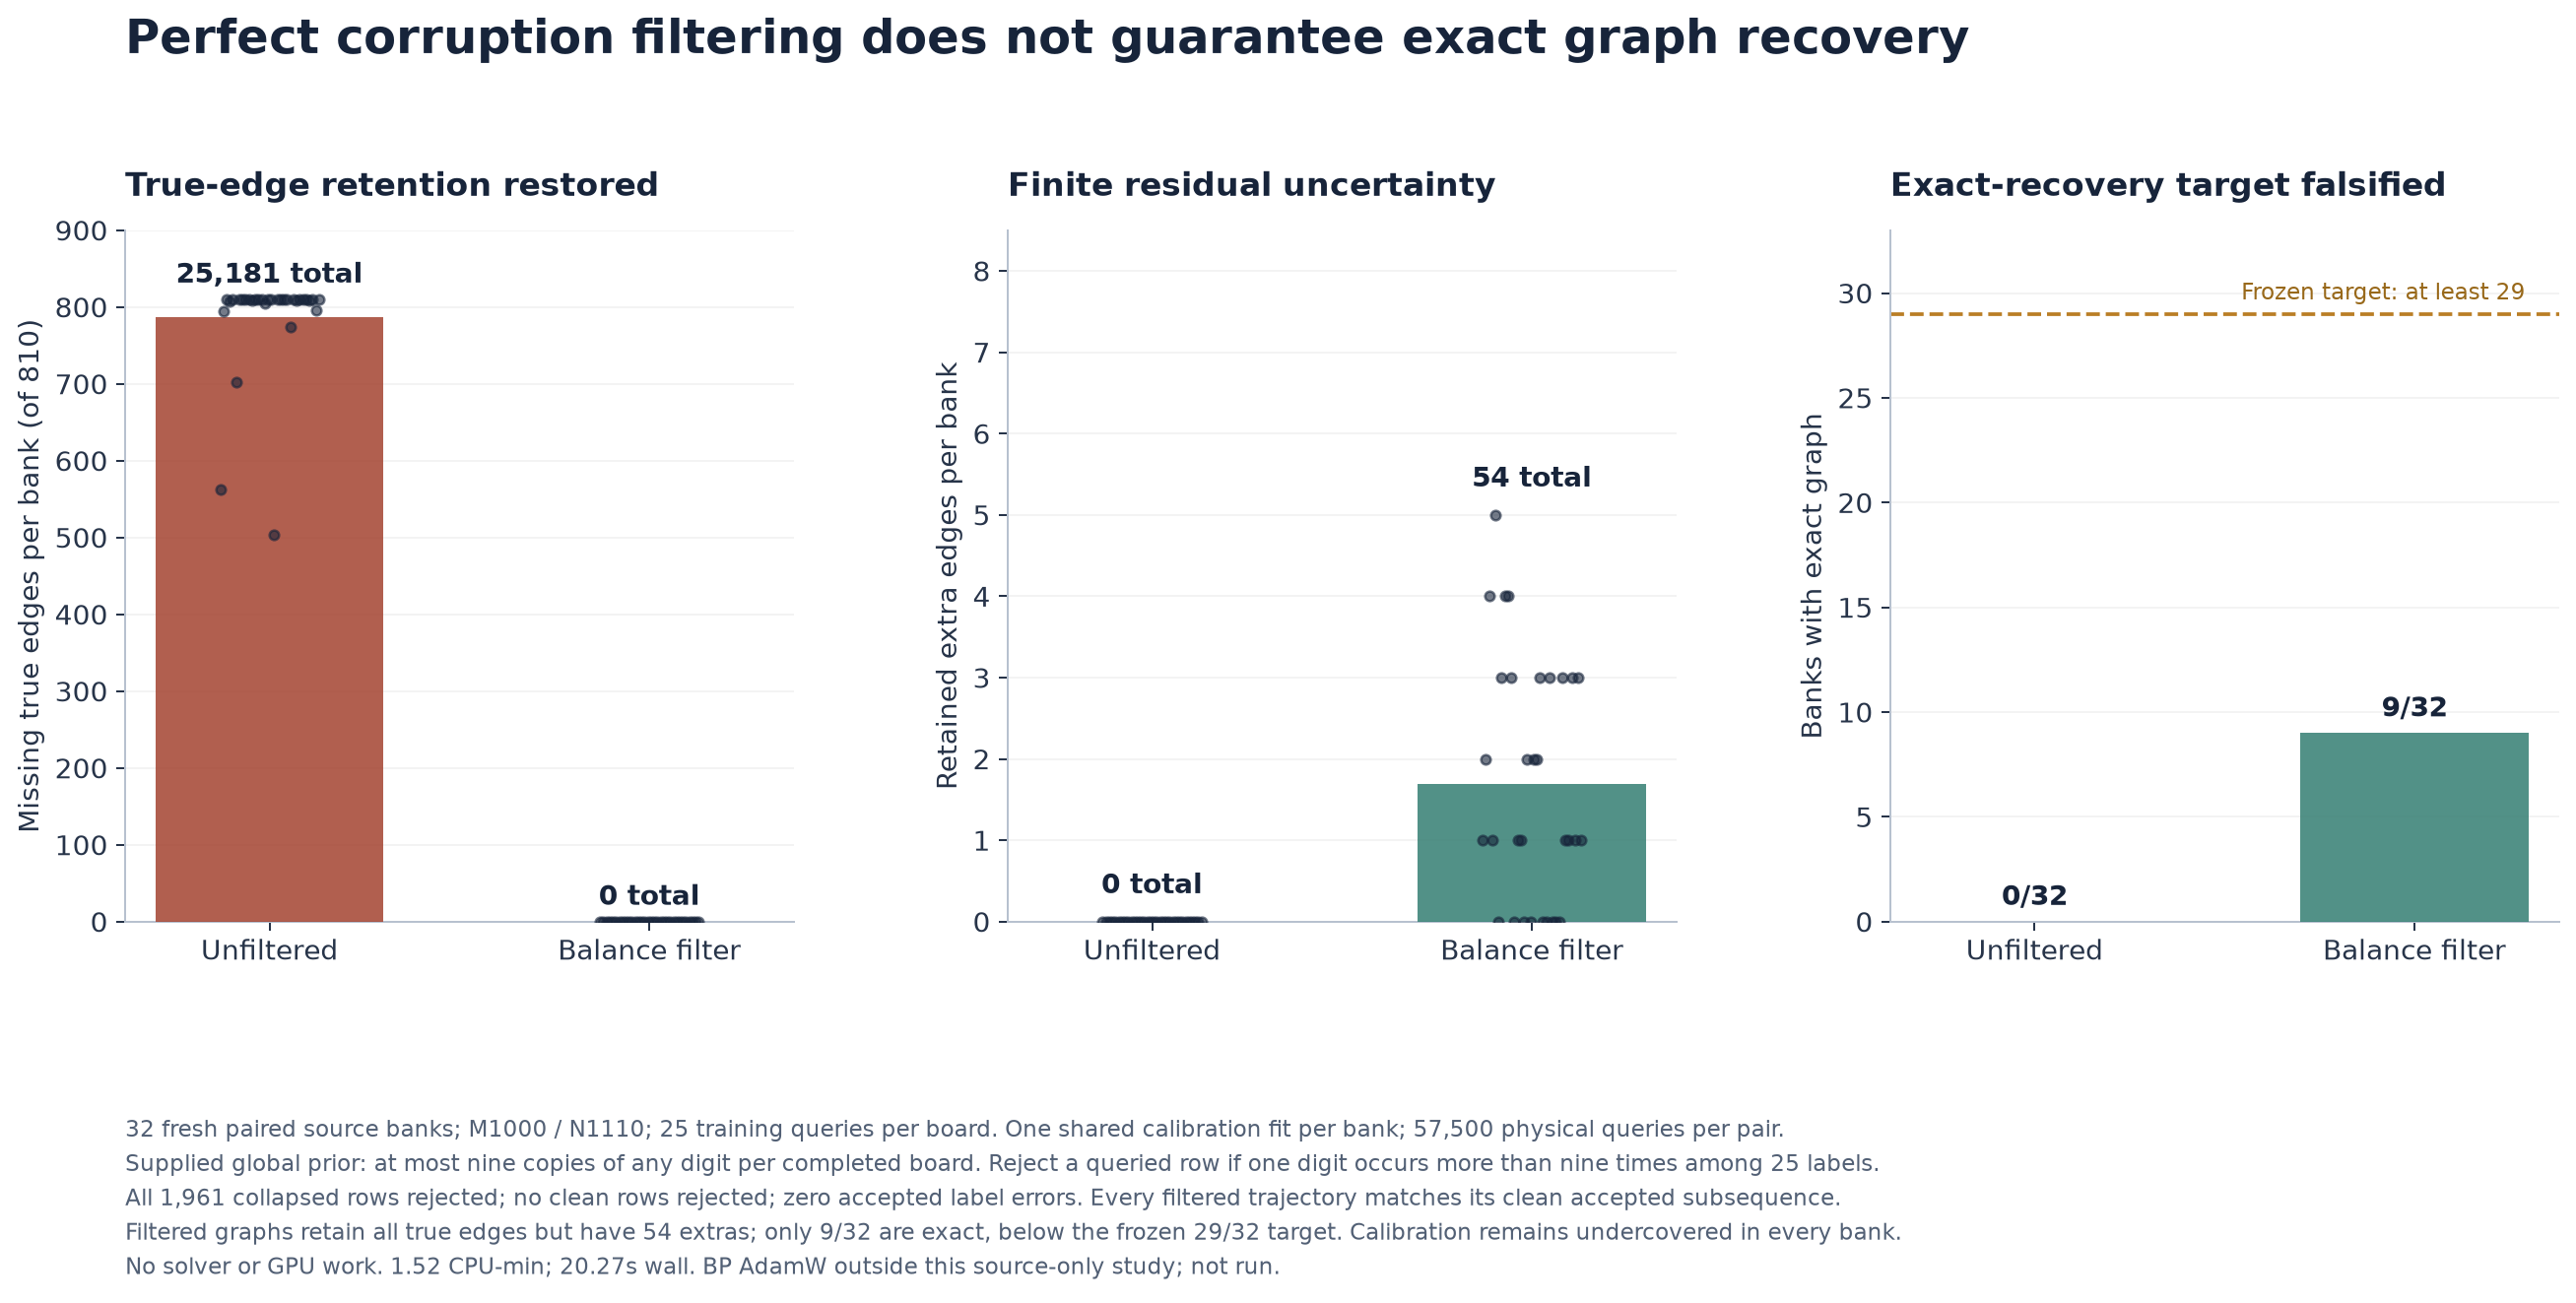 Perfect corruption filtering does not guarantee exact graph recovery
True-edge retention restored
Missing true edges per bank (of 810)
900
800
700
600
500
400
300
200
100
0
25,181 total
0 total
Unfiltered
Balance filter
Finite residual uncertainty
Retained extra edges per bank
8
7
6
5
4
3
2
1
0
0 total
54 total
Unfiltered
Balance filter
Exact-recovery target falsified
Banks with exact graph
30
25
20
15
10
5
0
Frozen target: at least 29
0/32
9/32
Unfiltered
Balance filter
32 fresh paired source banks; M1000 / N1110; 25 training queries per board. One shared calibration fit per bank; 57,500 physical queries per pair.
Supplied global prior: at most nine copies of any digit per completed board. Reject a queried row if one digit occurs more than nine times among 25 labels.
All 1,961 collapsed rows rejected; no clean rows rejected; zero accepted label errors. Every filtered trajectory matches its clean accepted subsequence.
Filtered graphs retain all true edges but have 54 extras; only 9/32 are exact, below the frozen 29/32 target. Calibration remains undercovered in every bank.
No solver or GPU work. 1.52 CPU-min; 20.27s wall. BP AdamW outside this source-only study; not run.